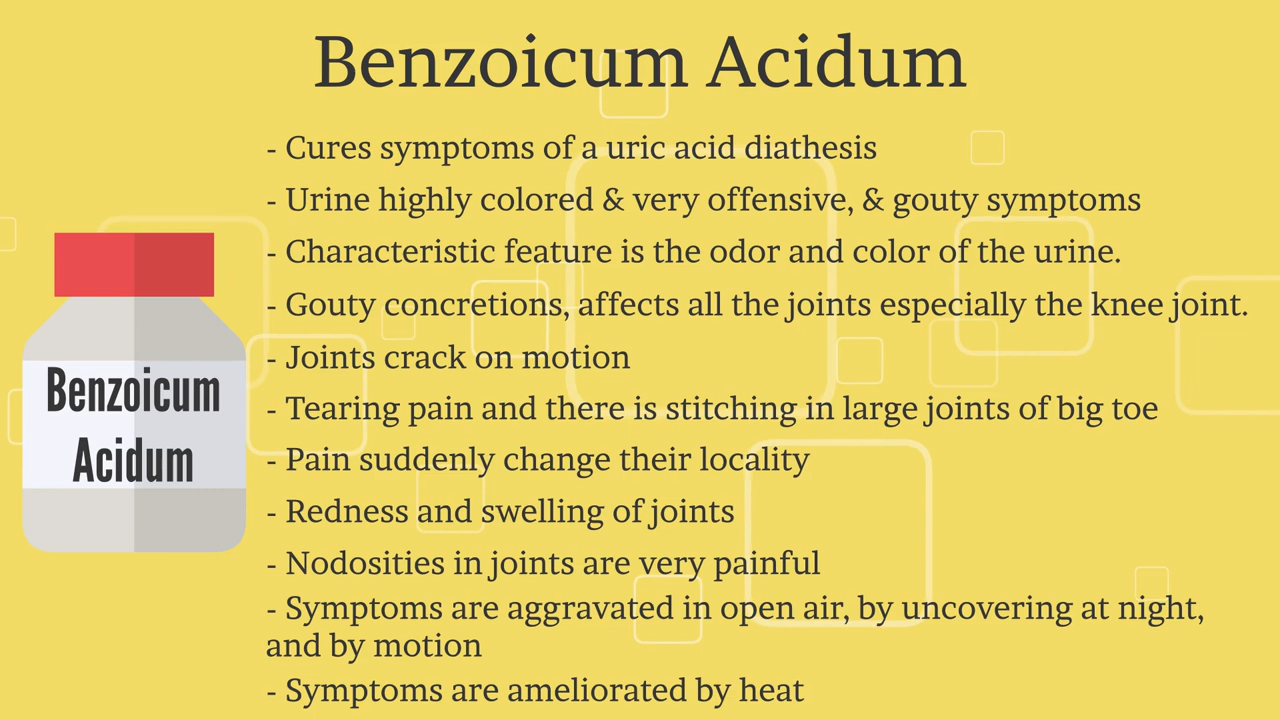 Benzoicum Acidum
- Cures symptoms of a uric acid diathesis
- Urine highly colored & very offensive, & gouty symptoms
- Characteristic feature is the odor and color of the urine.
- Gouty concretions, affects all the joints especially the knee joint.
- Joints crack on motion
- Tearing pain and there is stitching in large joints of big toe
- Pain suddenly change their locality
- Redness and swelling of joints
- Nodosities in joints are very painful
- Symptoms are aggravated in open air, by uncovering at night,
and by motion
- Symptoms are ameliorated by heat
Benzoicum
Acidum